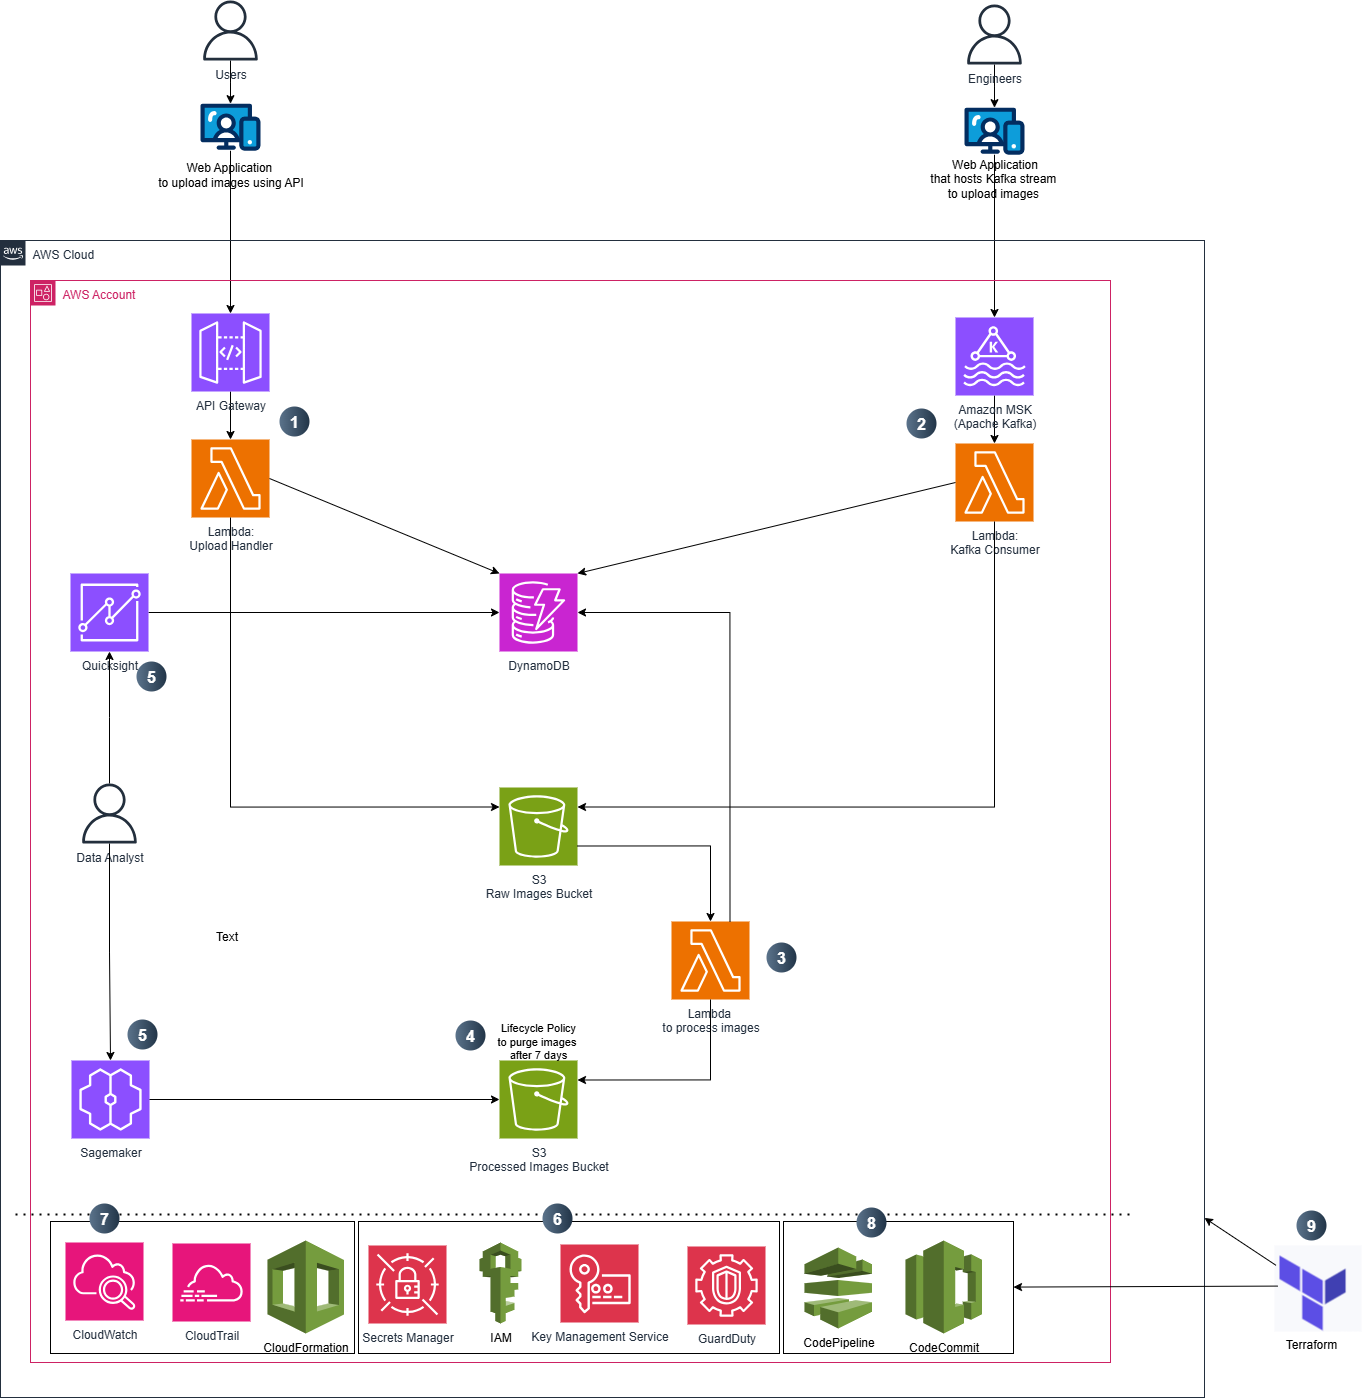 Users
Engineers
Web Application
to upload images using API
Web Application
that hosts Kafka stream
to upload images
aws
AWS Cloud
AWS Account
</>
K
API Gateway
1
Amazon MSK
(Apache Kafka)
2
Lambda:
Upload Handler
Lambda:
Kafka Consumer
Quicksight
5
DynamoDB
Data Analyst
S3
Raw Images Bucket
Text
3
Lambda
to process images
5
4
Lifecycle Policy
to purge images
after 7 days
Sagemaker
S3
Processed Images Bucket
7
6
8
9
CloudWatch
CloudTrail
CloudFormation
Secrets Manager
IAM
Key Management Service
GuardDuty
CodePipeline
CodeCommit
Terraform